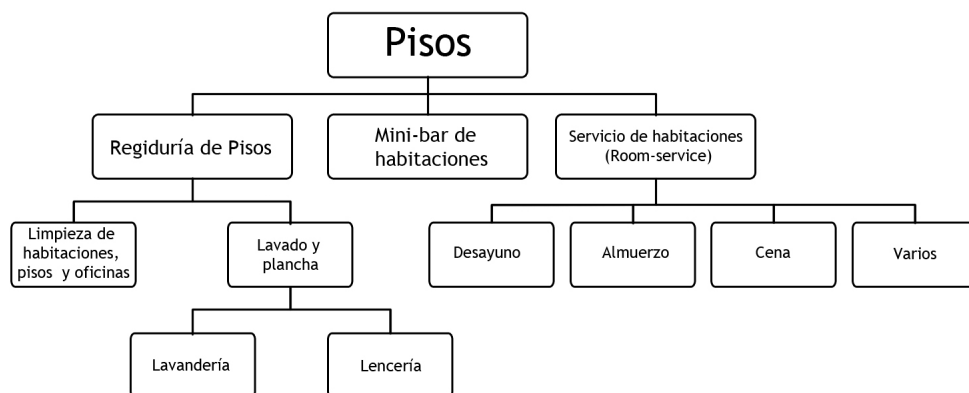 Pisos
Regiduría de Pisos
Mini-bar de
habitaciones
Servicio de habitaciones
(Room-service)
Limpieza de
habitaciones,
pisos y oficinas
Lavado y
plancha
Desayuno
Almuerzo
Cena
Varios
Lavandería
Lencería